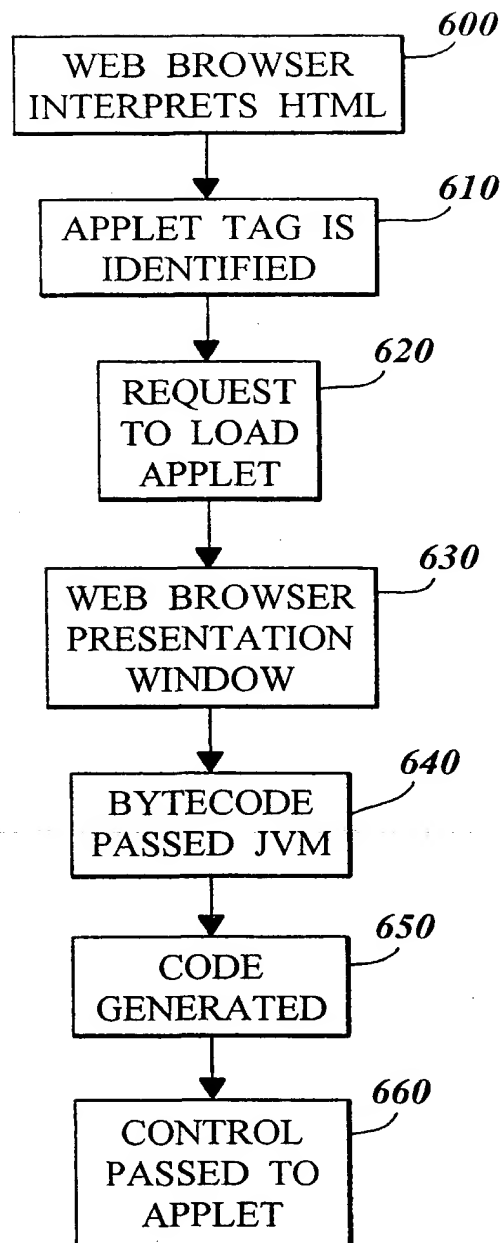 600
WEB BROWSER
INTERPRETS HTML
610
APPLET TAG IS
IDENTIFIED
620
REQUEST
TO LOAD
APPLET
630
WEB BROWSER
PRESENTATION
WINDOW
640
BYTECODE
PASSED JVM
650
CODE
GENERATED
660
CONTROL
PASSED TO
APPLET